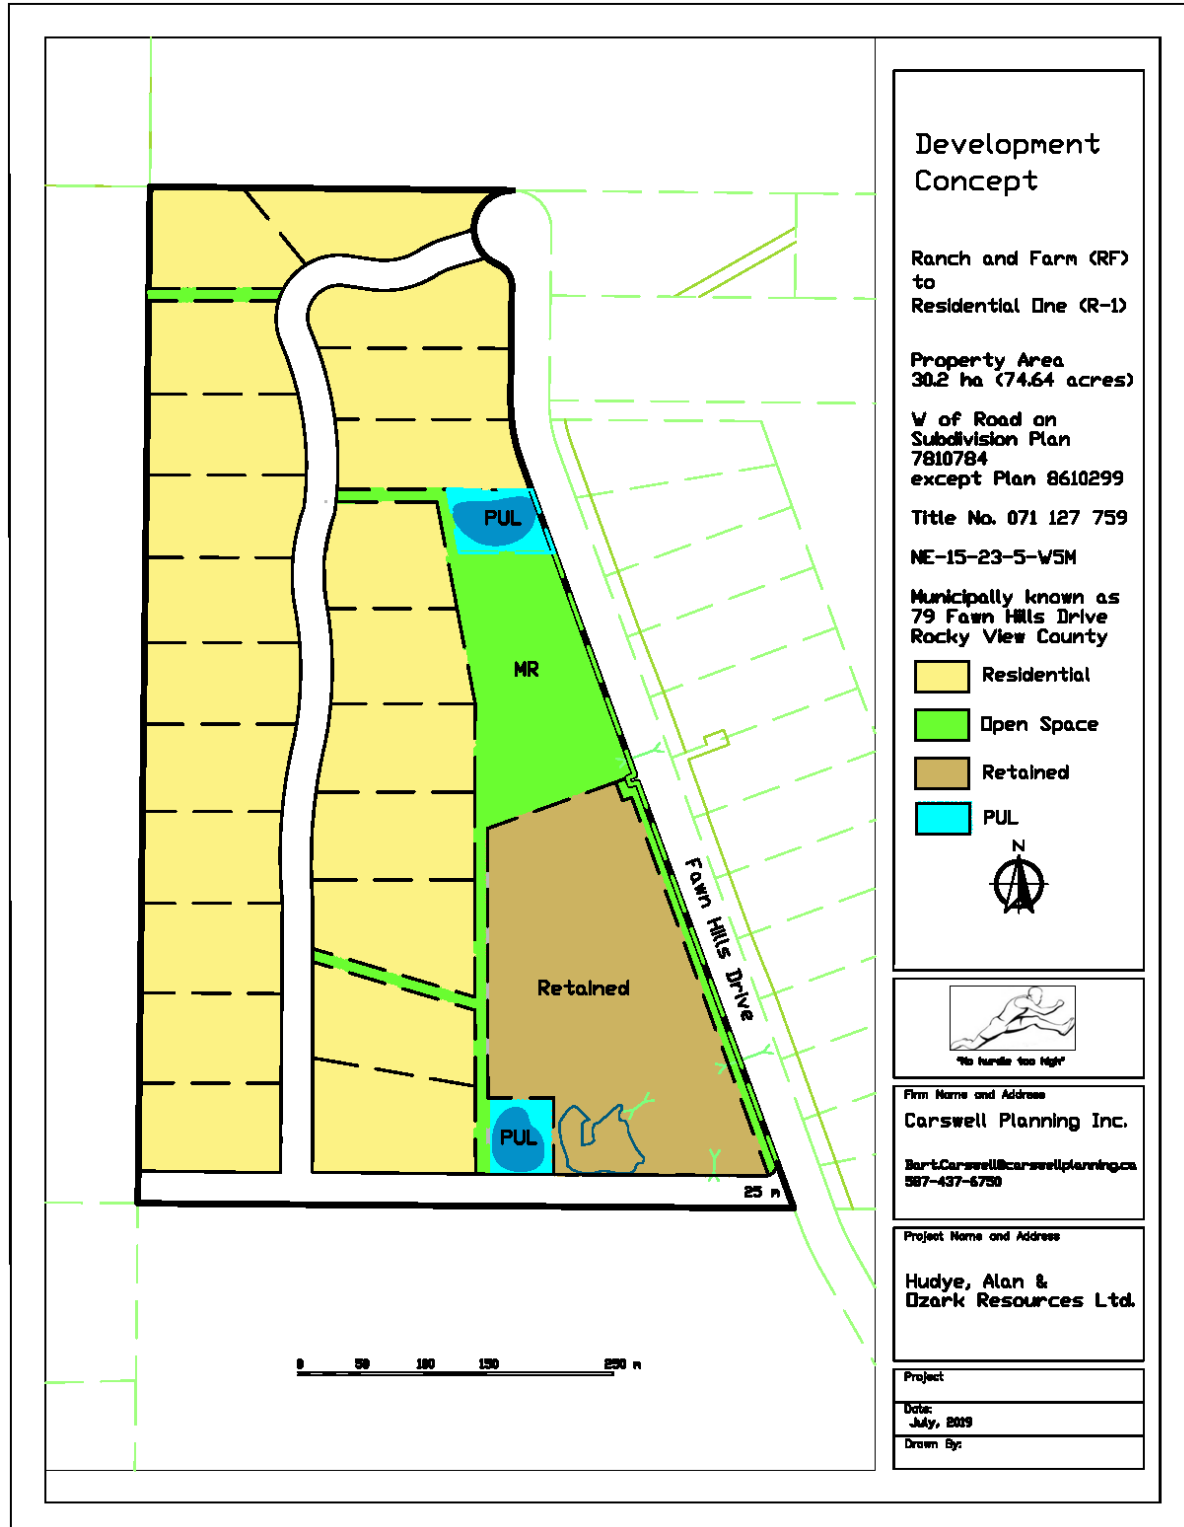 Development
Concept
Ranch and Farm (RF)
to
Residential One (R-1)
Property Area
30.2 ha (74.64 acres)
W of Road on
Subdivision Plan
7810784
except Plan 8610299
Title No. 071 127 759
NE-15-23-5-W5M
Municipally known as
79 Fawn Hills Drive
Rocky View County
Residential
Open Space
Retained
PUL
N
"No hurdle too high"
Firm Name and Address
Carswell Planning Inc.
Bart.Carswell@carswellplanning.ca
587-437-6750
Project Name and Address
Hudye, Alan &
Ozark Resources Ltd.
Project
Date:
July, 2019
Drawn By:
PUL
MR
Fawn Hills Drive
Retained
PUL
25 m
0 50 100 150 250 m